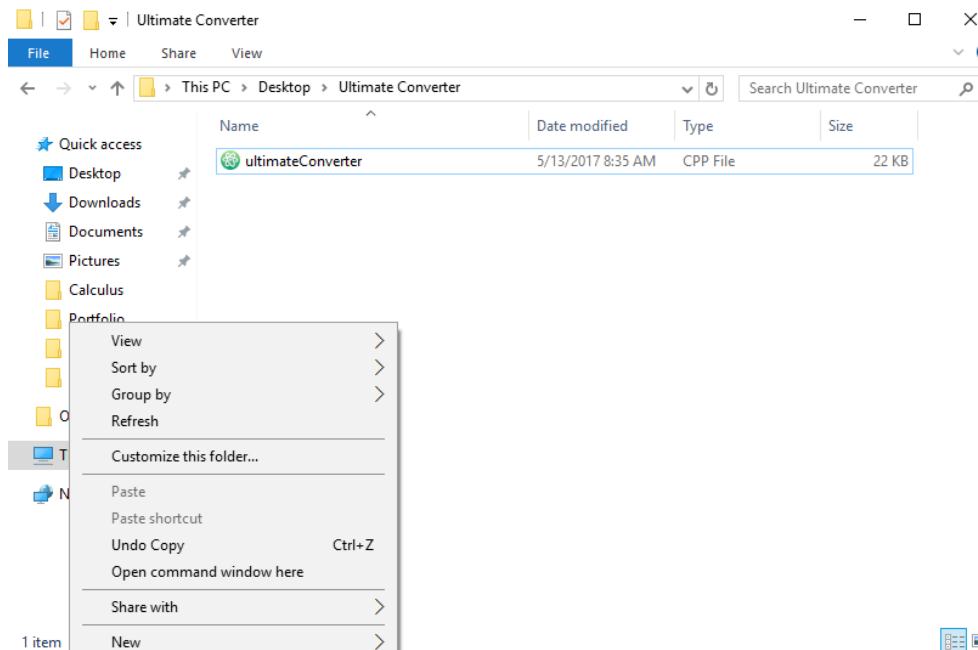 Ultimate Converter
File Home Share View
This PC > Desktop > Ultimate Converter
Search Ultimate Converter
Name Date modified Type Size
Quick access
ultimateConverter 5/13/2017 8:35 AM CPP File 22 KB
Desktop
Downloads
Documents
Pictures
Calculus
Portfolio
View
Sort by
Group by
Refresh
Customize this folder...
Paste
Paste shortcut
Undo Copy Ctrl+Z
Open command window here
Share with
New
1 item